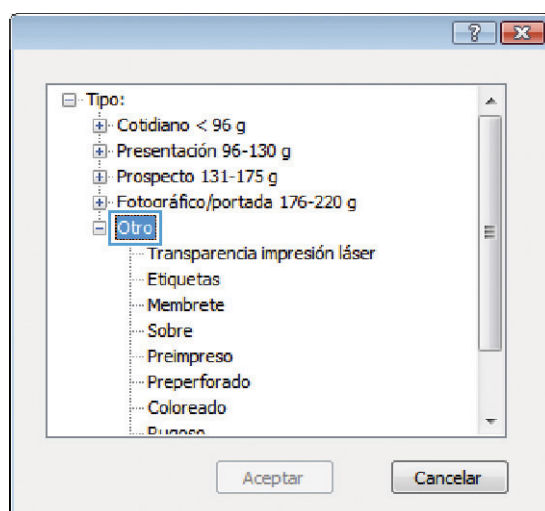 Tipo:
Cotidiano < 96 g
Presentación 96-130 g
Prospecto 131-175 g
Fotográfico/portada 176-220 g
Otro
Transparencia impresión láser
Etiquetas
Membrete
Sobre
Preimpreso
Preperforado
Coloreado
Rugoso
Aceptar
Cancelar